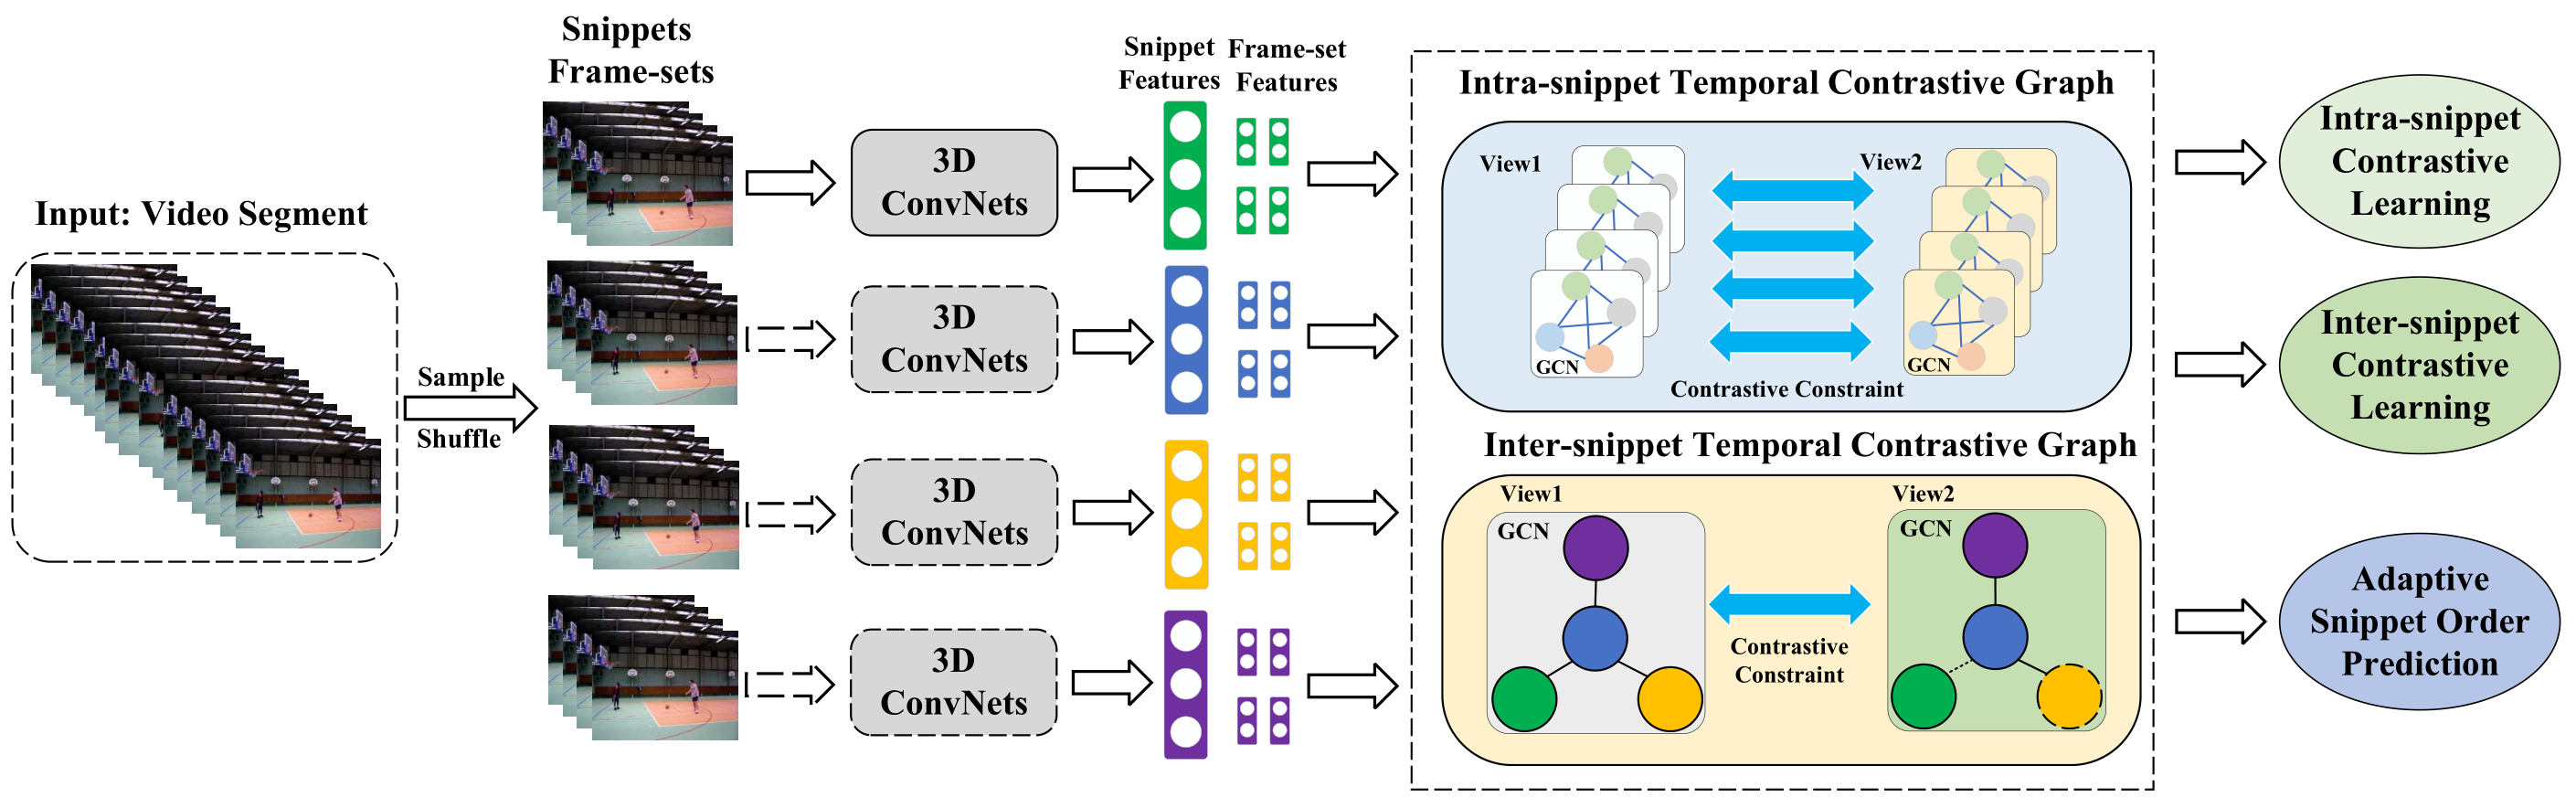 Input: Video Segment
Sample
Shuffle
Snippets
Frame-sets
3D
ConvNets
3D
ConvNets
3D
ConvNets
3D
ConvNets
Snippet
Features
Frame-set
Features
Intra-snippet Temporal Contrastive Graph
View1
View2
GCN
GCN
Contrastive Constraint
Inter-snippet Temporal Contrastive Graph
View1
View2
GCN
GCN
Contrastive
Constraint
Intra-snippet
Contrastive
Learning
Inter-snippet
Contrastive
Learning
Adaptive
Snippet Order
Prediction